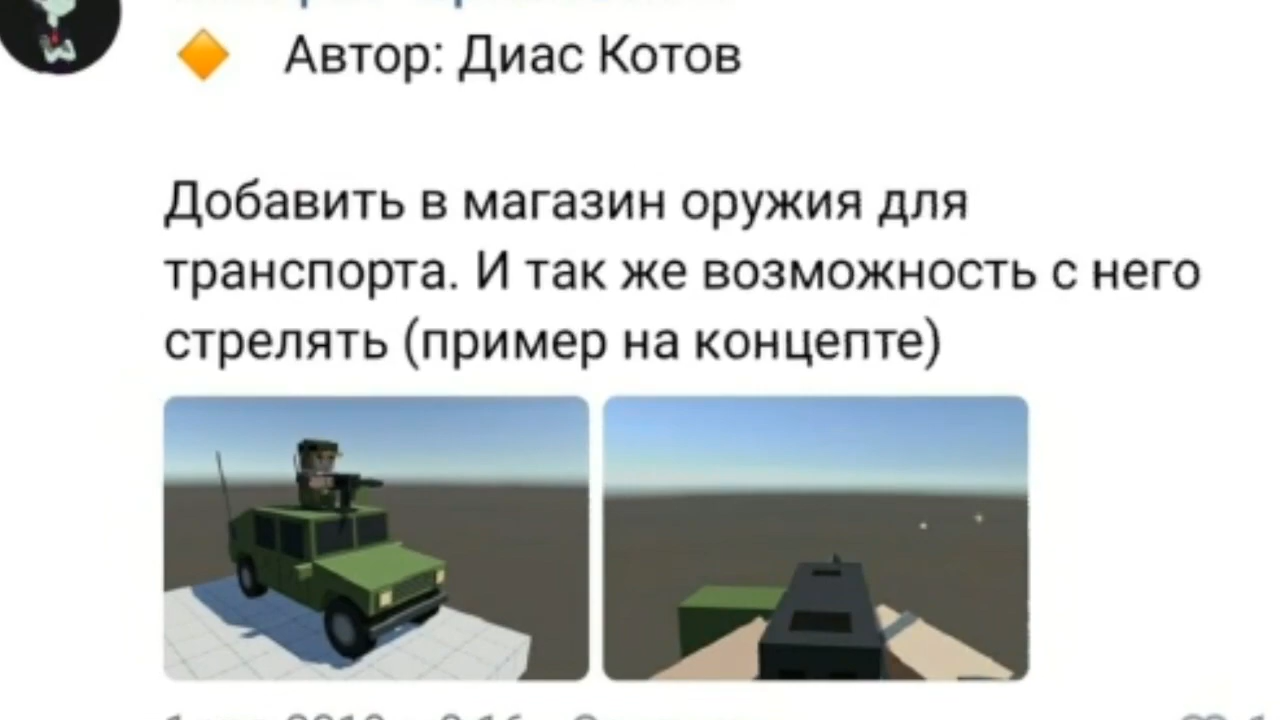 Автор: Диас Котов
Добавить в магазин оружия для
транспорта. И так же возможность с него
стрелять (пример на концепте)